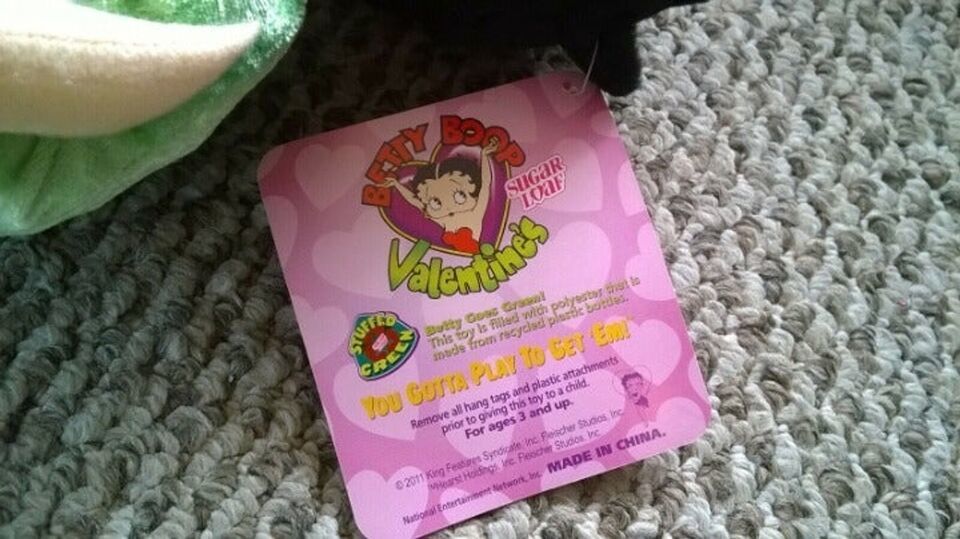 BETTY BOOP
SUGAR
LOAF
Valentine's
STUFFED
GREEN
Betty Goes Green!
This toy is filled with polyester that is
made from recycled plastic bottles.
YOU GOTTA PLAY TO GET 'EM!
Remove all hang tags and plastic attachments
prior to giving this toy to a child.
For ages 3 and up.
© 2011 King Features Syndicate, Inc. Fleischer Studios, Inc.
™Hearst Holdings, Inc. Fleischer Studios, Inc.
National Entertainment Network, Inc. MADE IN CHINA.